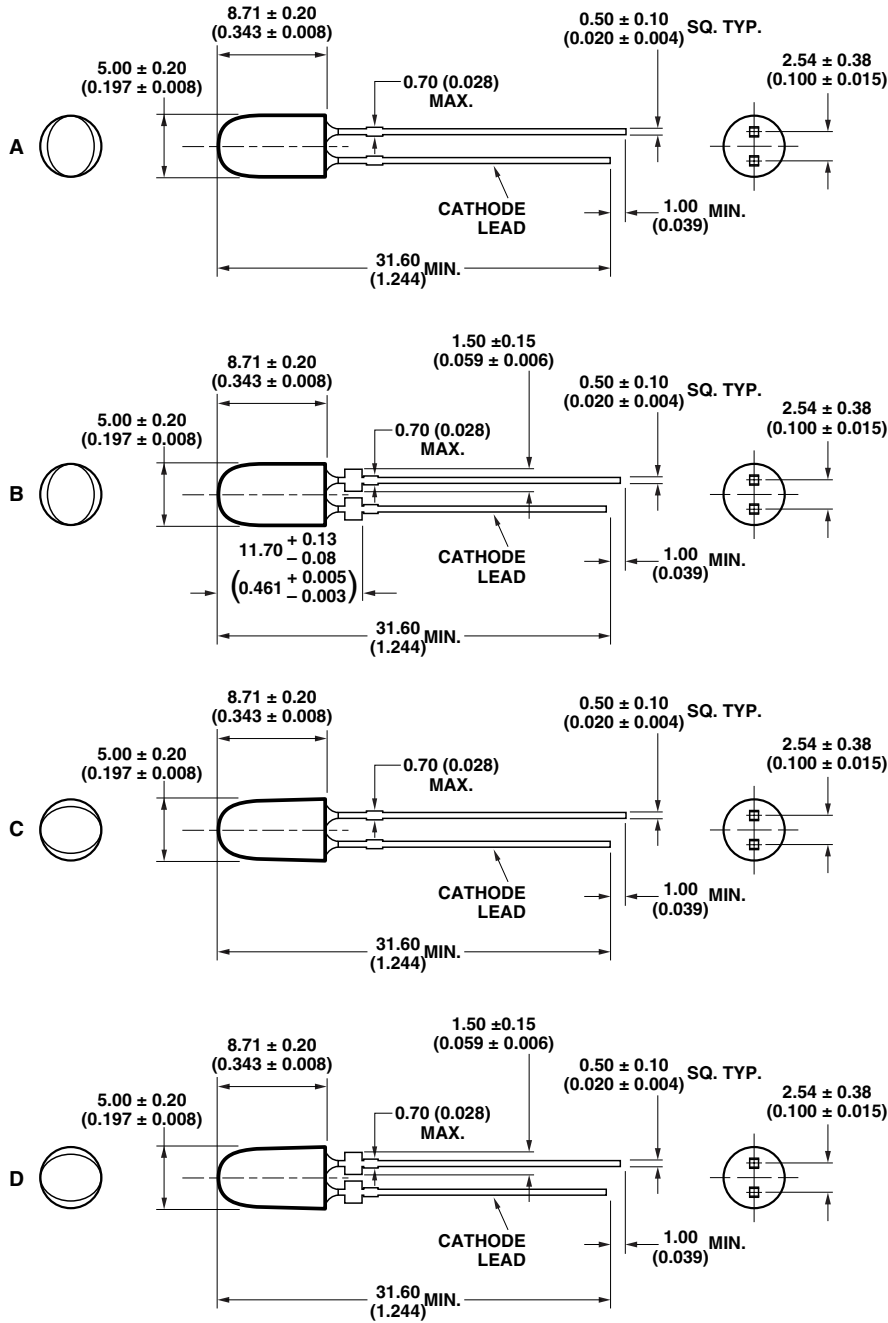 8.71 ± 0.20
(0.343 ± 0.008)
0.50 ± 0.10
(0.020 ± 0.004) SQ. TYP.
5.00 ± 0.20
(0.197 ± 0.008)
0.70 (0.028)
MAX.
2.54 ± 0.38
(0.100 ± 0.015)
A
CATHODE
LEAD
1.00 MIN.
(0.039)
31.60 MIN.
(1.244)
1.50 ±0.15
(0.059 ± 0.006)
8.71 ± 0.20
(0.343 ± 0.008)
0.50 ± 0.10
(0.020 ± 0.004) SQ. TYP.
5.00 ± 0.20
(0.197 ± 0.008)
0.70 (0.028)
MAX.
2.54 ± 0.38
(0.100 ± 0.015)
B
11.70 + 0.13
– 0.08
(0.461 + 0.005
– 0.003)
CATHODE
LEAD
1.00 MIN.
(0.039)
31.60 MIN.
(1.244)
8.71 ± 0.20
(0.343 ± 0.008)
0.50 ± 0.10
(0.020 ± 0.004) SQ. TYP.
5.00 ± 0.20
(0.197 ± 0.008)
0.70 (0.028)
MAX.
2.54 ± 0.38
(0.100 ± 0.015)
C
CATHODE
LEAD
1.00 MIN.
(0.039)
31.60 MIN.
(1.244)
1.50 ±0.15
(0.059 ± 0.006)
8.71 ± 0.20
(0.343 ± 0.008)
0.50 ± 0.10
(0.020 ± 0.004) SQ. TYP.
5.00 ± 0.20
(0.197 ± 0.008)
0.70 (0.028)
MAX.
2.54 ± 0.38
(0.100 ± 0.015)
D
CATHODE
LEAD
1.00 MIN.
(0.039)
31.60 MIN.
(1.244)